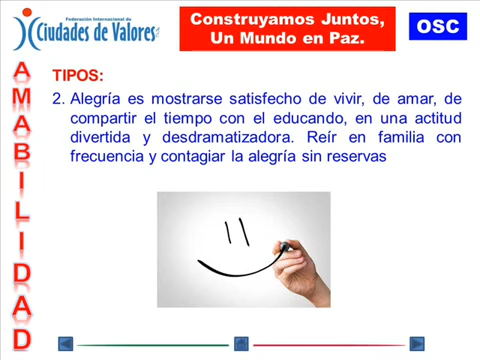 Federación Internacional de
Ciudades de Valores
Construyamos Juntos,
Un Mundo en Paz.
OSC
AMABILIDAD
TIPOS:
2. Alegría es mostrarse satisfecho de vivir, de amar, de
compartir el tiempo con el educando, en una actitud
divertida y desdramatizadora. Reír en familia con
frecuencia y contagiar la alegría sin reservas